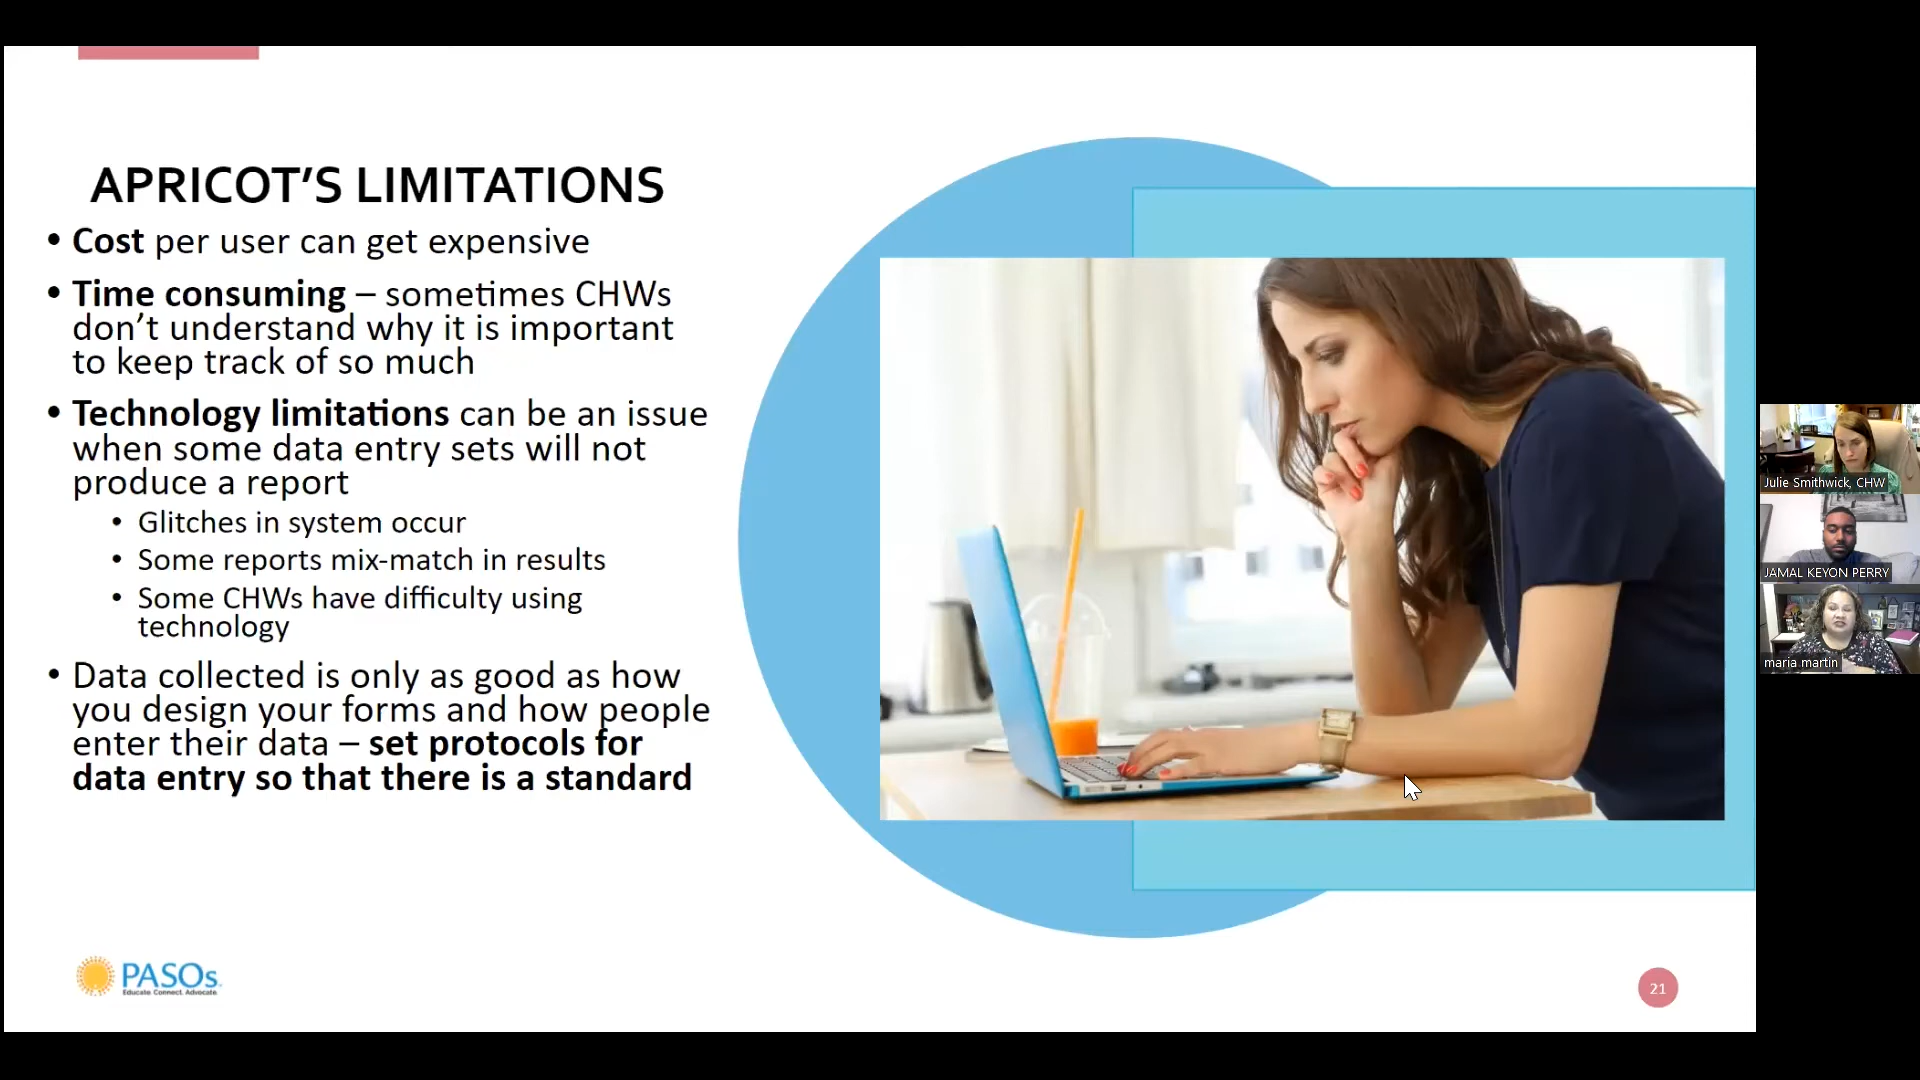 APRICOT’S LIMITATIONS
• Cost per user can get expensive
• Time consuming – sometimes CHWs
don’t understand why it is important
to keep track of so much
• Technology limitations can be an issue
when some data entry sets will not
produce a report
• Glitches in system occur
• Some reports mix-match in results
• Some CHWs have difficulty using
technology
• Data collected is only as good as how
you design your forms and how people
enter their data – set protocols for
data entry so that there is a standard
PASOs
Educate. Connect. Advocate.
21
Julie Smithwick, CHW
JAMAL KEYON PERRY
maria martin